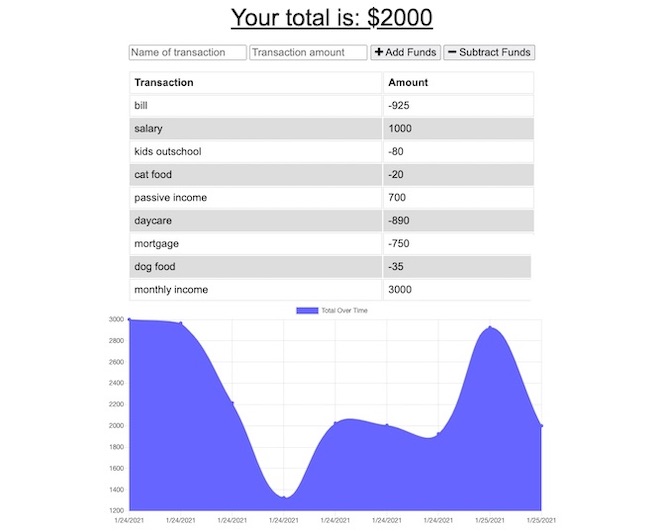 Your total is: $2000
Name of transaction Transaction amount + Add Funds − Subtract Funds
Transaction Amount
bill -925
salary 1000
kids outschool -80
cat food -20
passive income 700
daycare -890
mortgage -750
dog food -35
monthly income 3000
Total Over Time
3000
2800
2600
2400
2200
2000
1800
1600
1400
1200
1/24/2021 1/24/2021 1/24/2021 1/24/2021 1/24/2021 1/24/2021 1/24/2021 1/25/2021 1/25/2021